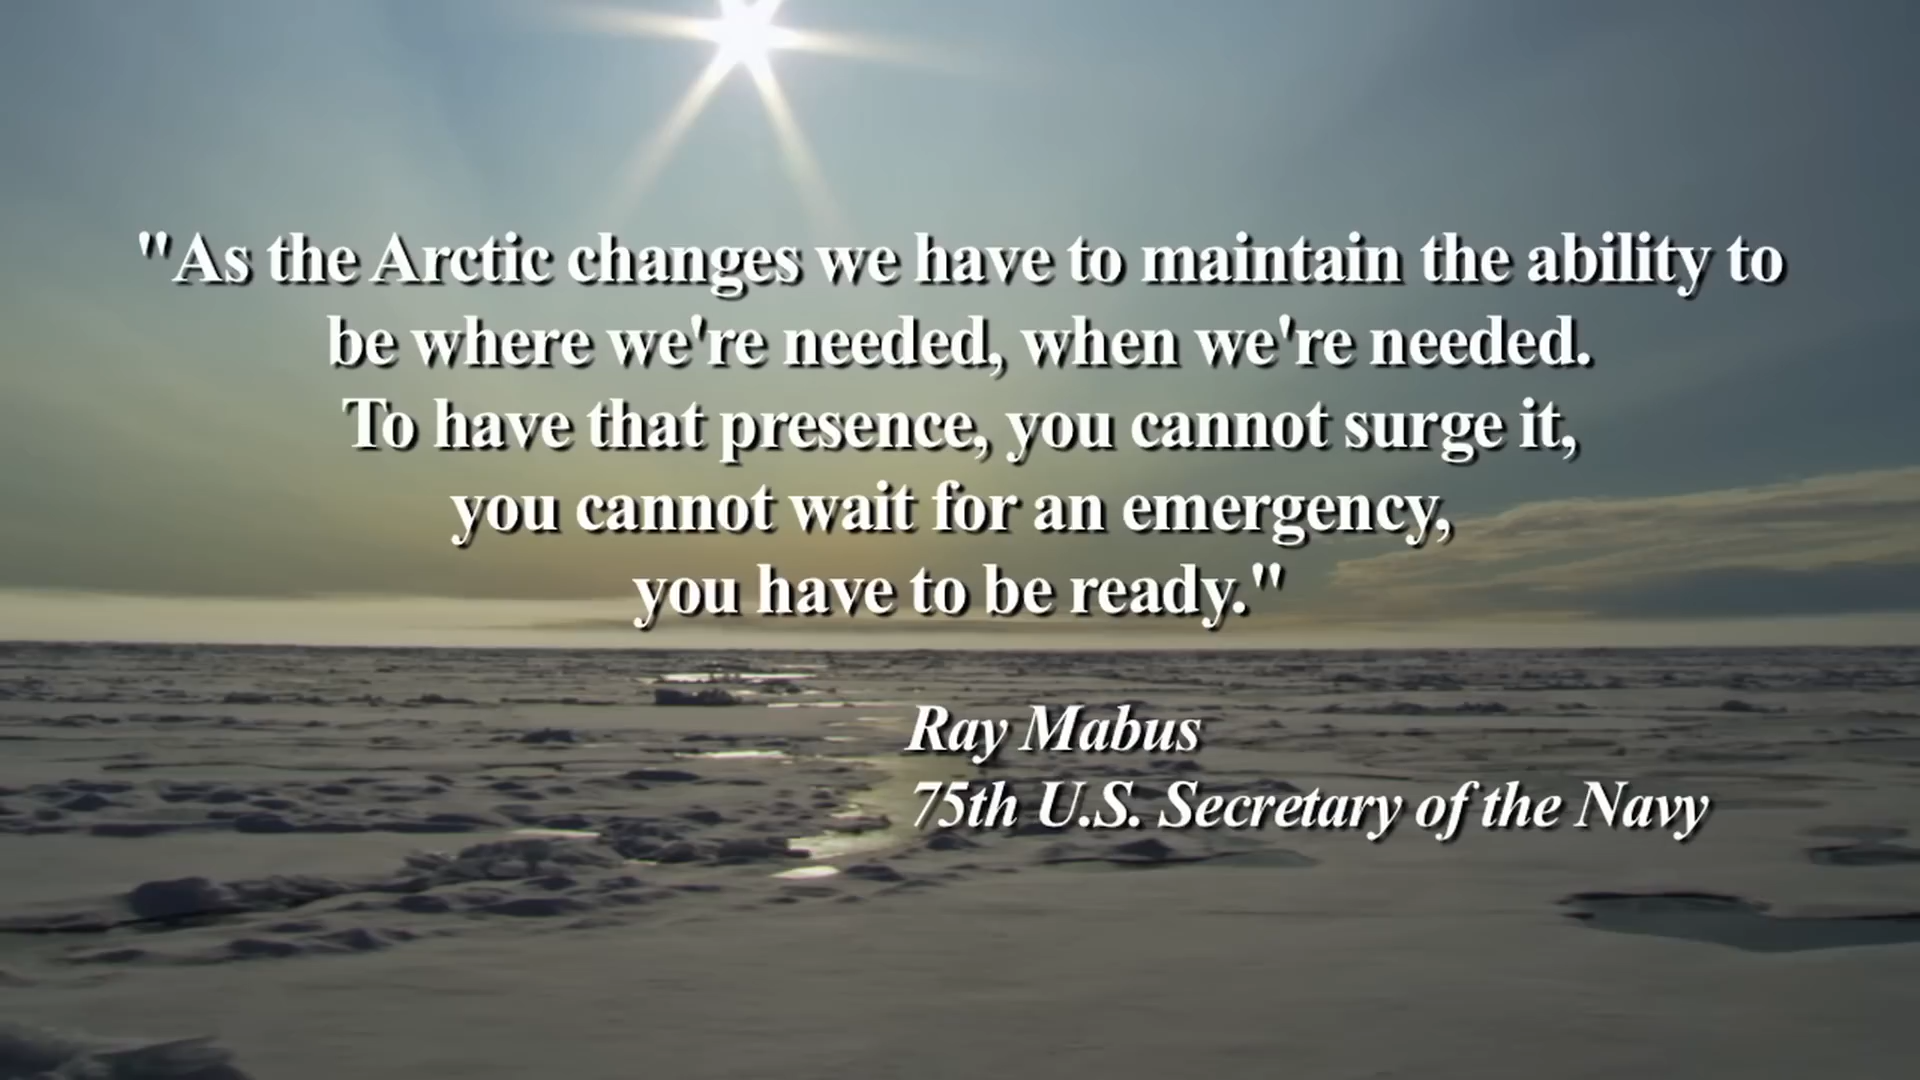 "As the Arctic changes we have to maintain the ability to
be where we're needed, when we're needed.
To have that presence, you cannot surge it,
you cannot wait for an emergency,
you have to be ready."
Ray Mabus
75th U.S. Secretary of the Navy